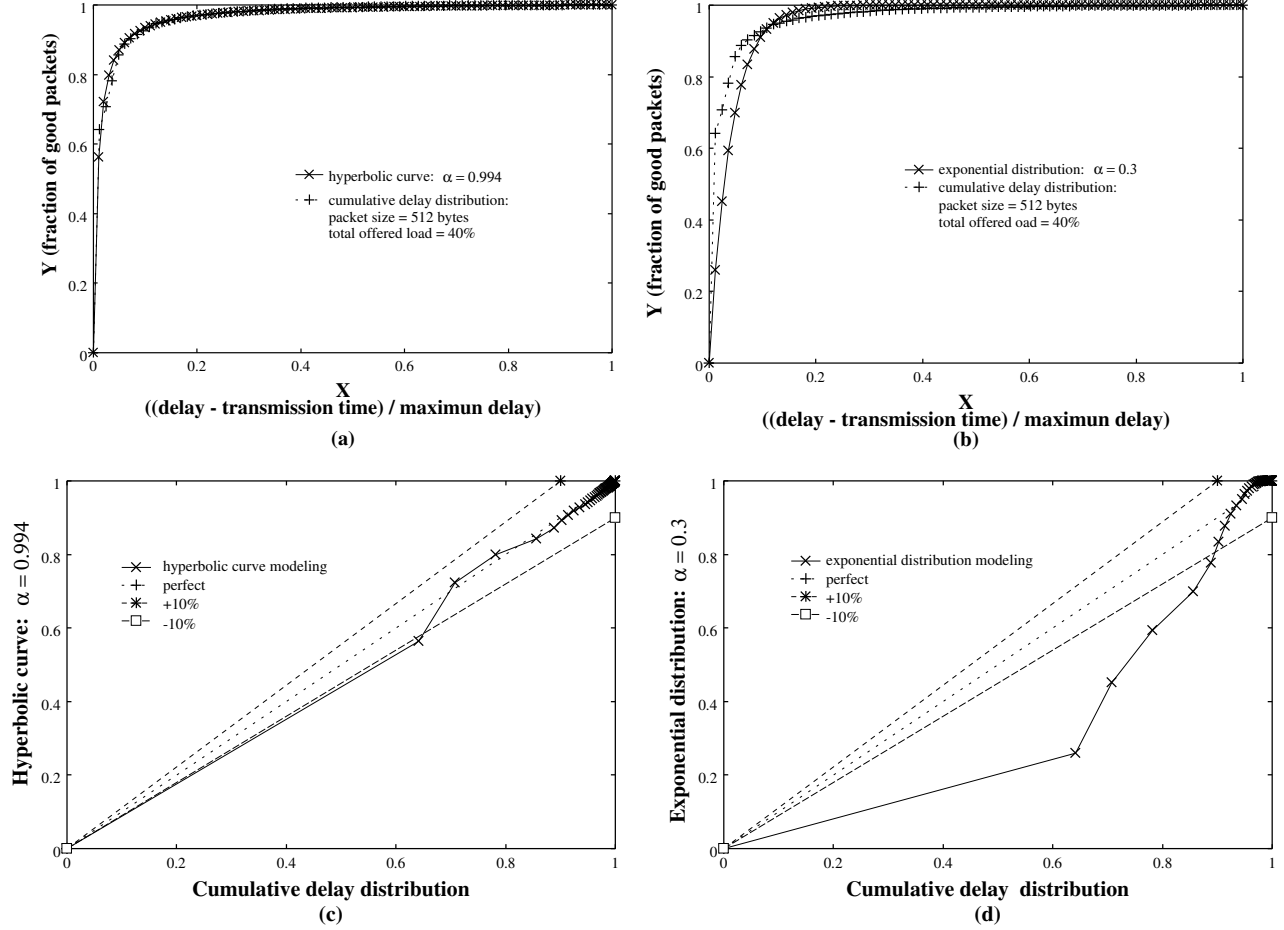 1
0.8
0.6
0.4
0.2
0
Y (fraction of good packets)
hyperbolic curve: α = 0.994
cumulative delay distribution:
packet size = 512 bytes
total offered load = 40%
0 0.2 0.4 0.6 0.8 1
X
((delay - transmission time) / maximun delay)
(a)
1
0.8
0.6
0.4
0.2
0
Y (fraction of good packets)
exponential distribution: α = 0.3
cumulative delay distribution:
packet size = 512 bytes
total offered oad = 40%
0 0.2 0.4 0.6 0.8 1
X
((delay - transmission time) / maximun delay)
(b)
1
0.8
0.6
0.4
0.2
0
Hyperbolic curve: α = 0.994
hyperbolic curve modeling
perfect
+10%
-10%
0 0.2 0.4 0.6 0.8 1
Cumulative delay distribution
(c)
1
0.8
0.6
0.4
0.2
0
Exponential distribution: α = 0.3
exponential distribution modeling
perfect
+10%
-10%
0 0.2 0.4 0.6 0.8 1
Cumulative delay distribution
(d)